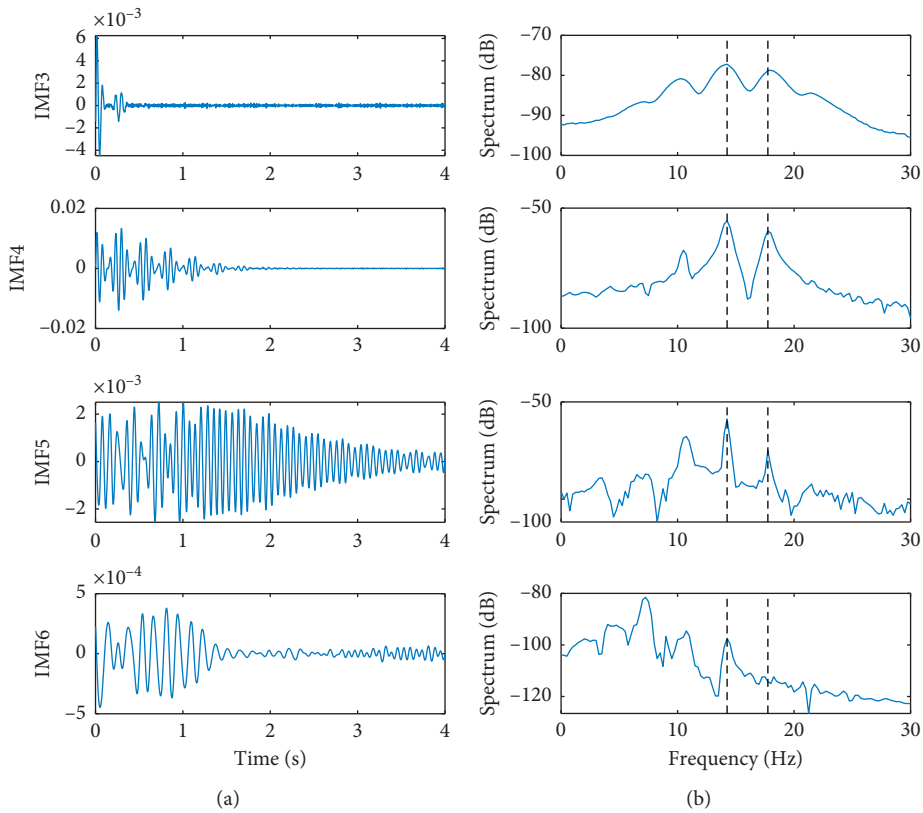 ×10⁻³
IMF3
6
4
2
0
−2
−4
0 1 2 3 4
Spectrum (dB)
−70
−80
−90
−100
0 10 20 30
IMF4
0.02
0
−0.02
0 1 2 3 4
Spectrum (dB)
−50
−100
0 10 20 30
×10⁻³
IMF5
2
0
−2
0 1 2 3 4
Spectrum (dB)
−50
−100
0 10 20 30
×10⁻⁴
IMF6
5
0
−5
0 1 2 3 4
Time (s)
(a)
Spectrum (dB)
−80
−100
−120
0 10 20 30
Frequency (Hz)
(b)